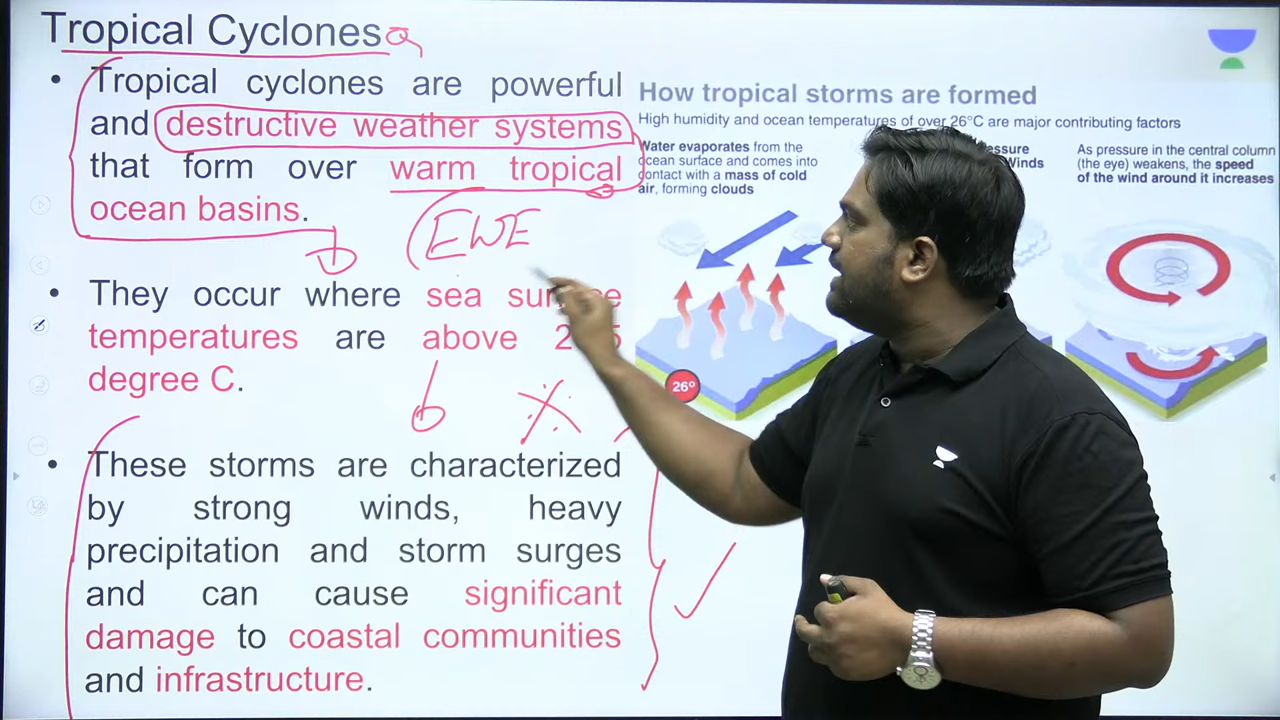 Tropical Cyclones
• Tropical cyclones are powerful
and destructive weather systems
that form over warm tropical
ocean basins.
EWE
• They occur where sea
temperatures are above
degree C.
• These storms are characterized
by strong winds, heavy
precipitation and storm surges
and can cause significant
damage to coastal communities
and infrastructure.
How tropical storms are formed
High humidity and ocean temperatures of over 26°C are major contributing factors
Water evaporates from the
ocean surface and comes into
contact with a mass of cold
air, forming clouds
26°
As pressure in the central column
(the eye) weakens, the speed
of the wind around it increases